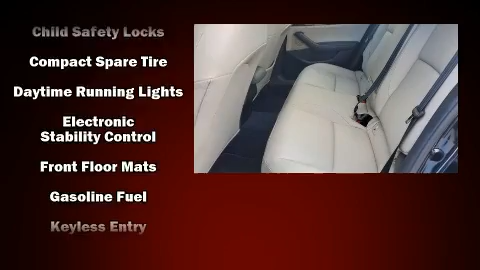 Child Safety Locks
Compact Spare Tire
Daytime Running Lights
Electronic
Stability Control
Front Floor Mats
Gasoline Fuel
Keyless Entry